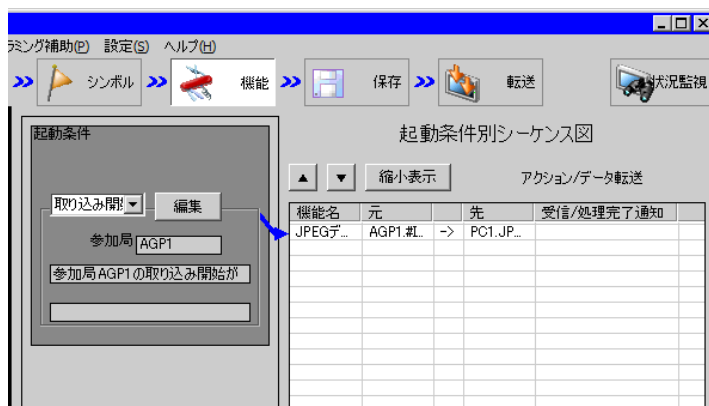 ラミング補助(P) 設定(S) ヘルプ(H)
シンボル 機能 保存 転送 状況監視
起動条件
取り込み開始 編集
参加局 AGP1
参加局AGP1の取り込み開始が
起動条件別シーケンス図
▲ ▼ 縮小表示 アクション/データ転送
機能名 元 先 受信/処理完了通知
JPEGデ... AGP1.#I... -> PC1.JP...